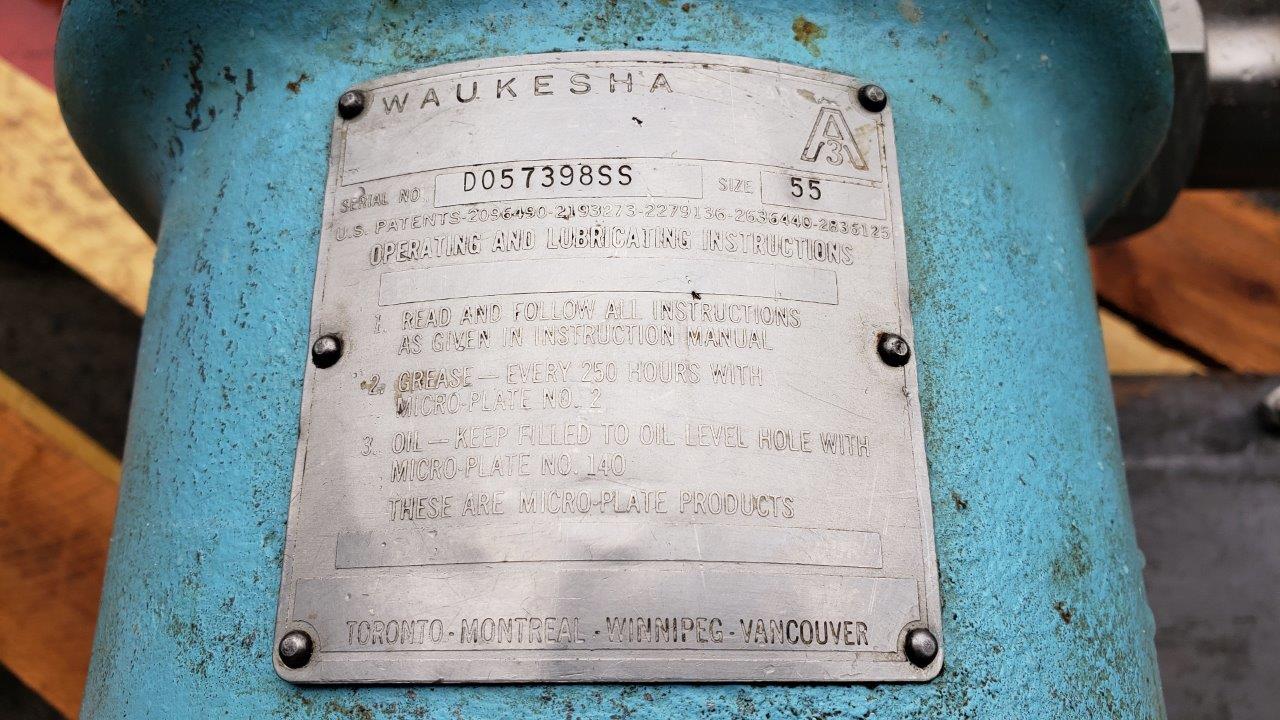 WAUKESHA
A
3
SERIAL NO. D057398SS SIZE 55
U.S. PATENTS-2096490-2193273-2279136-2636440-2836125
OPERATING AND LUBRICATING INSTRUCTIONS
1. READ AND FOLLOW ALL INSTRUCTIONS
AS GIVEN IN INSTRUCTION MANUAL
2. GREASE — EVERY 250 HOURS WITH
MICRO-PLATE NO. 2
3. OIL — KEEP FILLED TO OIL LEVEL HOLE WITH
MICRO-PLATE NO. 140
THESE ARE MICRO-PLATE PRODUCTS
TORONTO - MONTREAL - WINNIPEG - VANCOUVER